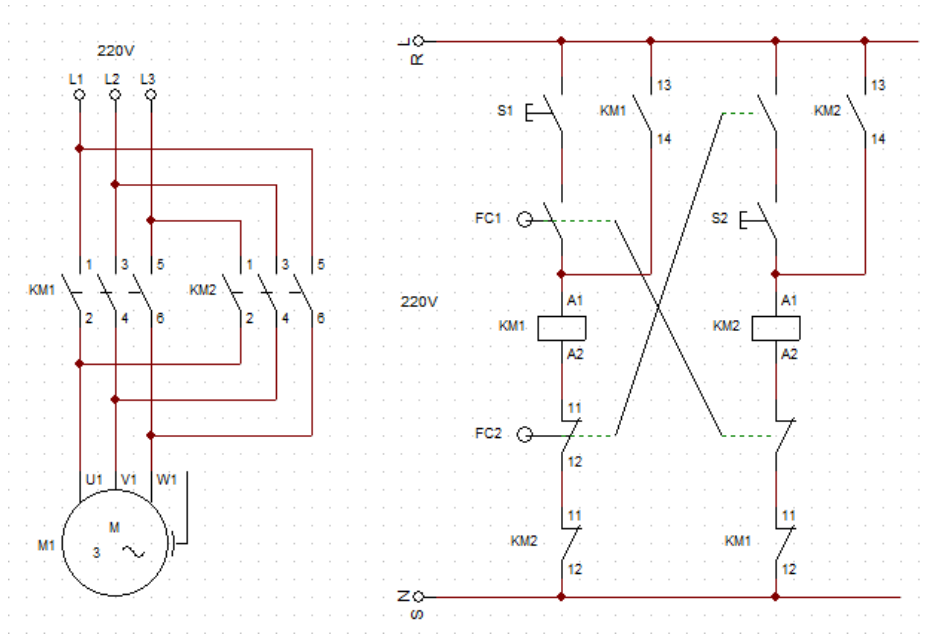 220V
L1 L2 L3
KM1 1 3 5
2 4 6
KM2 1 3 5
2 4 6
U1 V1 W1
M1
M
3
R L
S1
KM1 13
14
KM2 13
14
FC1
S2
220V
A1
KM1
A2
A1
KM2
A2
FC2 11
12
KM2 11
12
KM1 11
12
S N